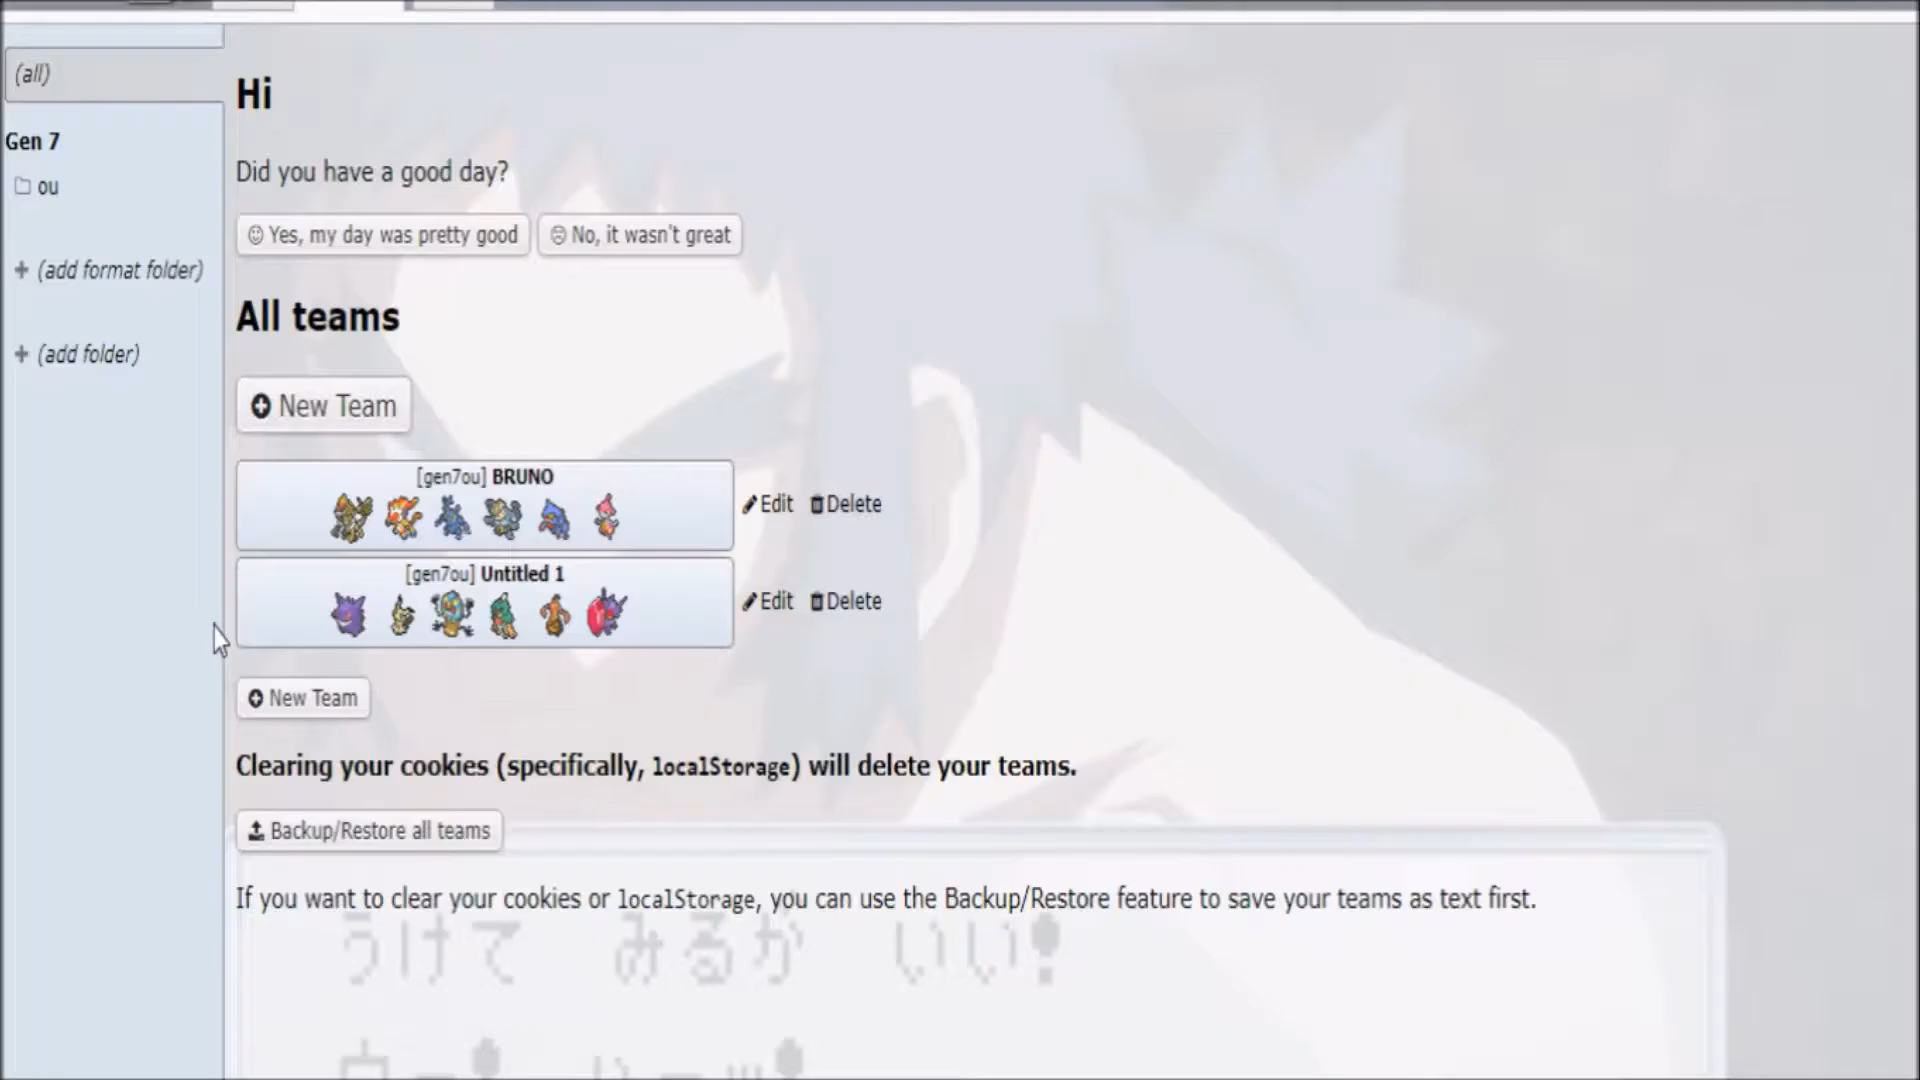 (all)
Gen 7
ou
(add format folder)
(add folder)
Hi
Did you have a good day?
Yes, my day was pretty good
No, it wasn't great
All teams
New Team
[gen7ou] BRUNO
Edit Delete
[gen7ou] Untitled 1
Edit Delete
New Team
Clearing your cookies (specifically, localStorage) will delete your teams.
Backup/Restore all teams
If you want to clear your cookies or localStorage, you can use the Backup/Restore feature to save your teams as text first.
うけて みるが いい!